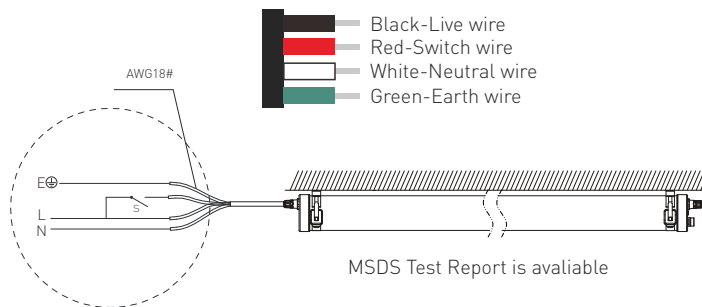 Black-Live wire
Red-Switch wire
White-Neutral wire
Green-Earth wire
AWG18#
E
S
L
N
MSDS Test Report is avaliable